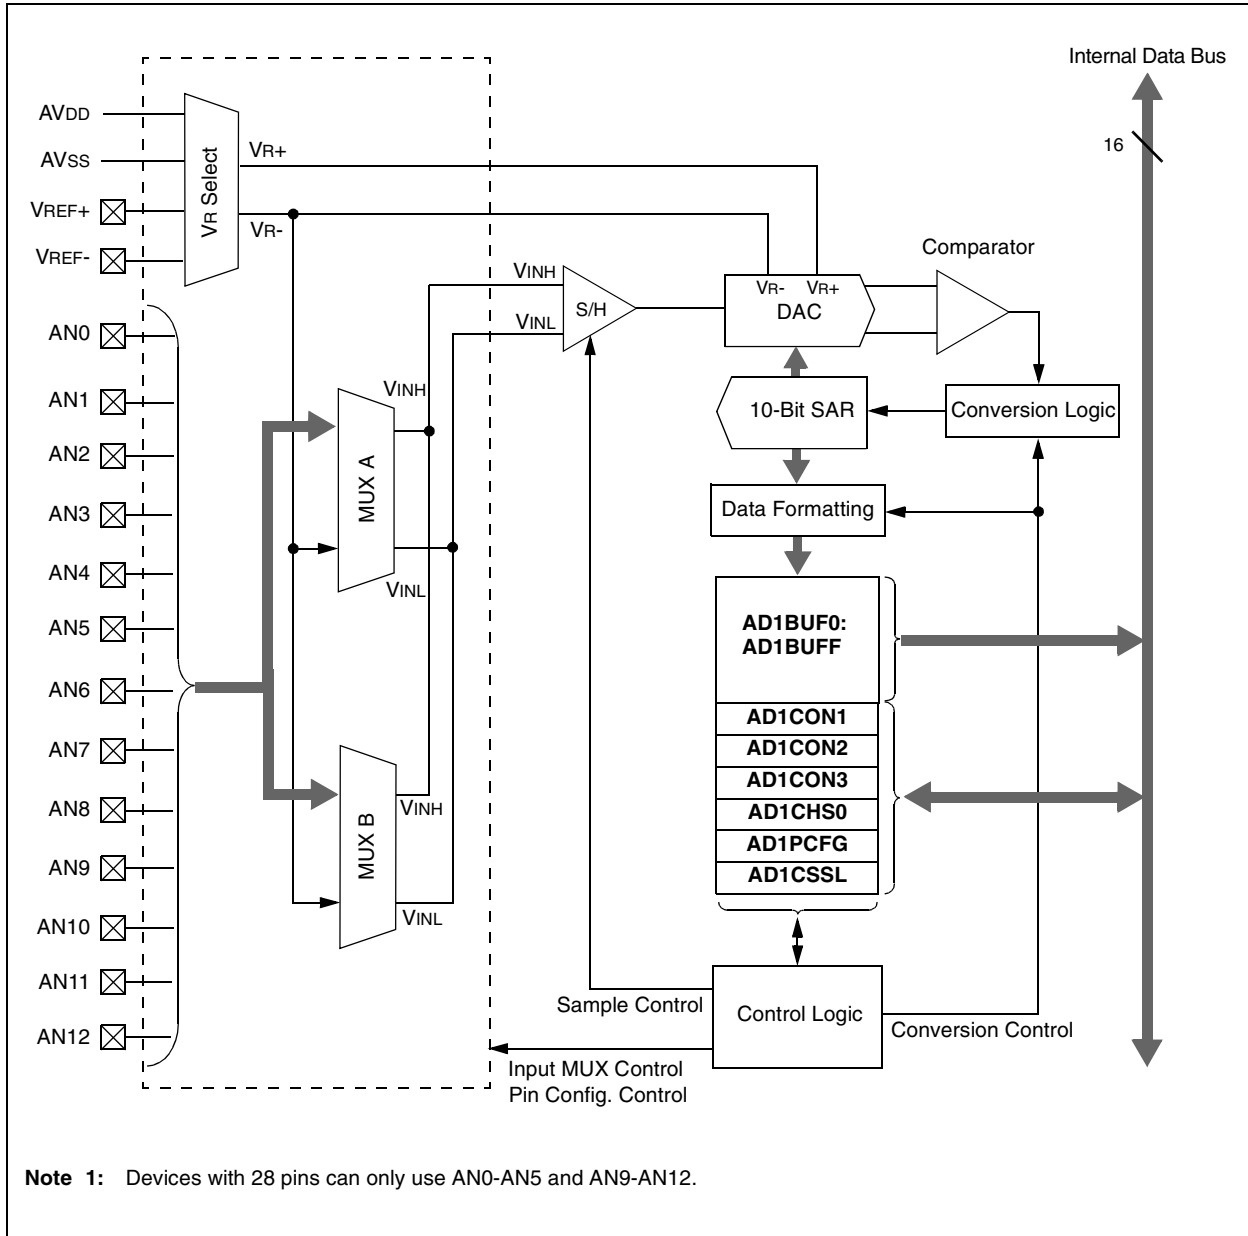 Internal Data Bus
16
AVDD
AVSS
VREF+
VREF-
VR Select
VR+
VR-
AN0
AN1
AN2
AN3
AN4
AN5
AN6
AN7
AN8
AN9
AN10
AN11
AN12
VINH
MUX A
VINL
VINH
MUX B
VINL
VINH
VINL
S/H
VR- VR+
DAC
Comparator
10-Bit SAR
Conversion Logic
Data Formatting
AD1BUF0:
AD1BUFF
AD1CON1
AD1CON2
AD1CON3
AD1CHS0
AD1PCFG
AD1CSSL
Sample Control
Control Logic
Conversion Control
Input MUX Control
Pin Config. Control
Note 1: Devices with 28 pins can only use AN0-AN5 and AN9-AN12.